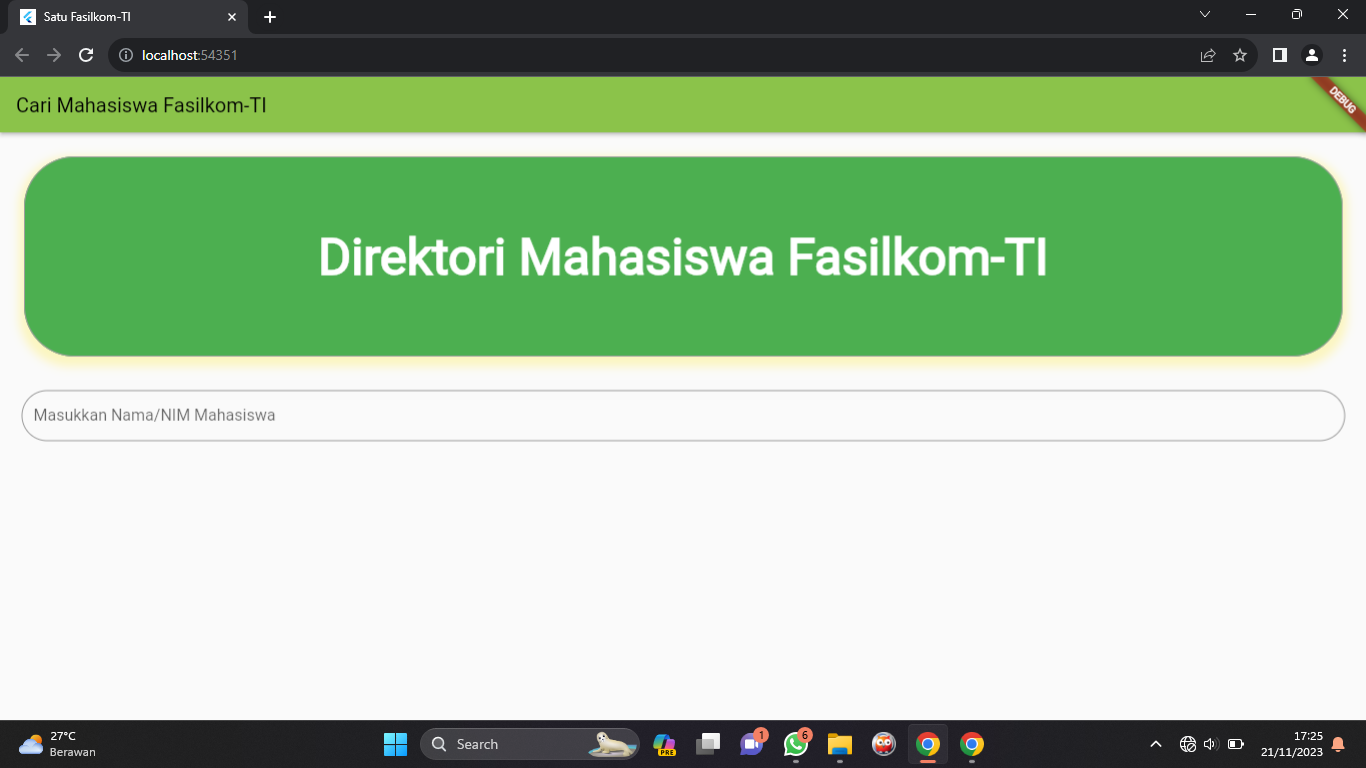 Satu Fasilkom-TI
localhost:54351
Cari Mahasiswa Fasilkom-TI
DEBUG
Direktori Mahasiswa Fasilkom-TI
Masukkan Nama/NIM Mahasiswa
27°C
Berawan
Search
PRE
1
6
17:25
21/11/2023